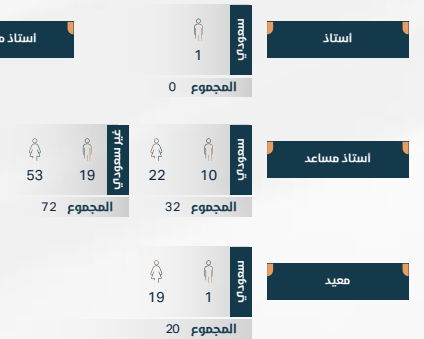 استاذ
سعودي
1
المجموع 0
استاذ
استاذ مساعد
سعودي
10 22
المجموع 32
غير سعودي
19 53
المجموع 72
معيد
سعودي
1 19
المجموع 20